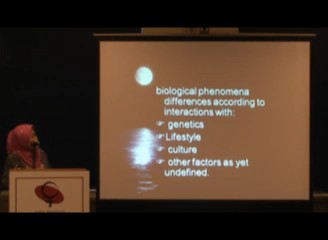 biological phenomena
differences according to
interactions with:
☞ genetics
☞ Lifestyle
☞ culture
☞ other factors as yet
undefined.